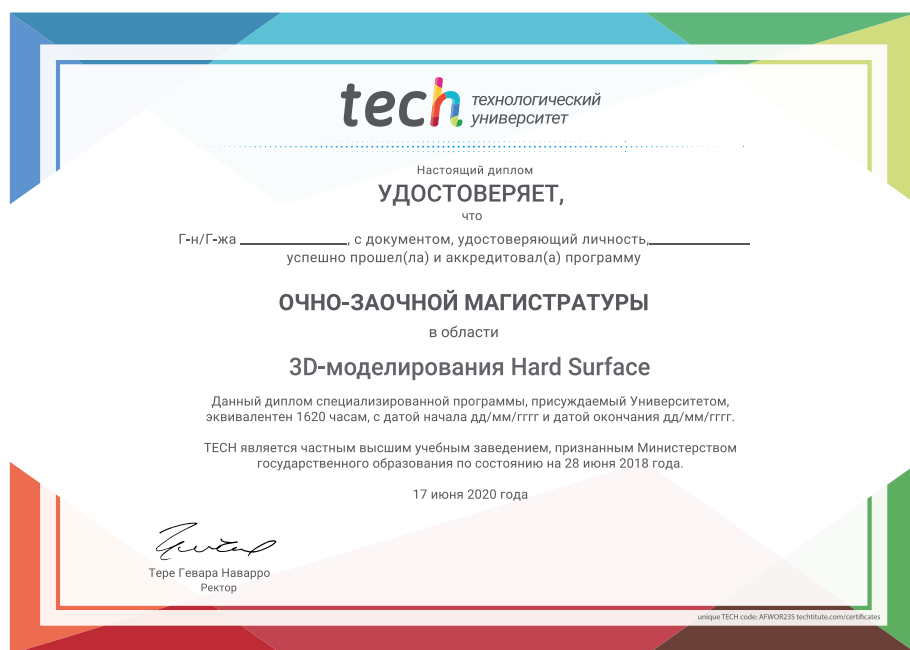 tech технологический
университет
Настоящий диплом
УДОСТОВЕРЯЕТ,
что
Г-н/Г-жа ____________, с документом, удостоверяющий личность,____________
успешно прошел(ла) и аккредитовал(а) программу
ОЧНО-ЗАОЧНОЙ МАГИСТРАТУРЫ
в области
3D-моделирования Hard Surface
Данный диплом специализированной программы, присуждаемый Университетом,
эквивалентен 1620 часам, с датой начала дд/мм/гггг и датой окончания дд/мм/гггг.
TECH является частным высшим учебным заведением, признанным Министерством
государственного образования по состоянию на 28 июня 2018 года.
17 июня 2020 года
Тере Гевара Наварро
Ректор
unique TECH code: AFWOR23S techtitute.com/certificates